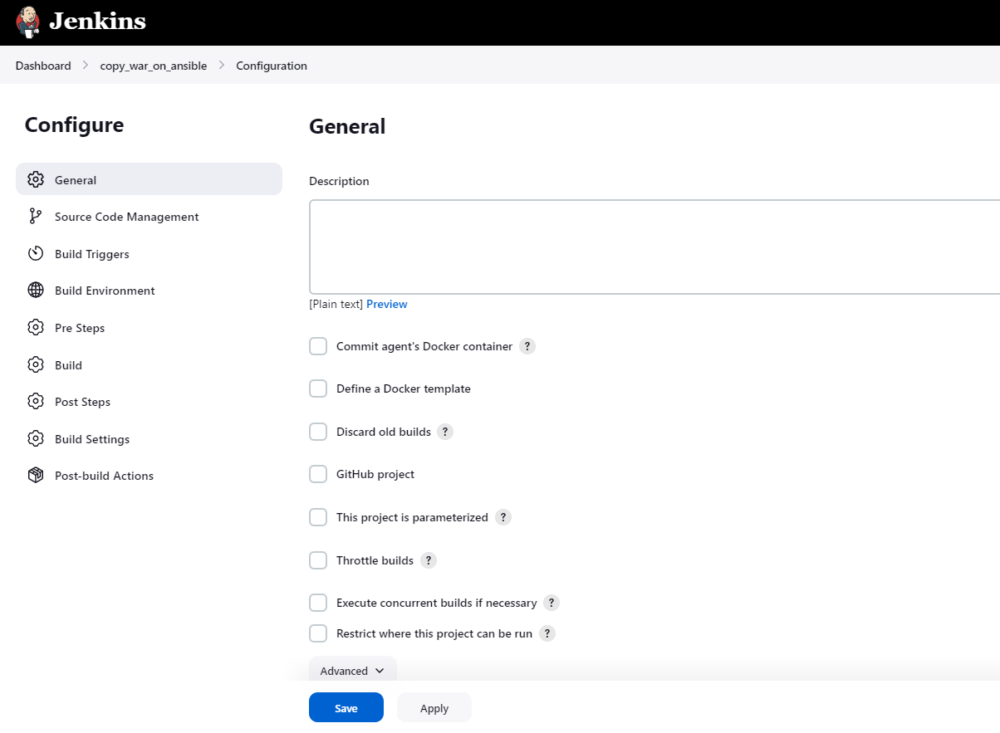 Jenkins
Dashboard > copy_war_on_ansible > Configuration
Configure
General
Source Code Management
Build Triggers
Build Environment
Pre Steps
Build
Post Steps
Build Settings
Post-build Actions
General
Description
[Plain text] Preview
Commit agent's Docker container ?
Define a Docker template
Discard old builds ?
GitHub project
This project is parameterized ?
Throttle builds ?
Execute concurrent builds if necessary ?
Restrict where this project can be run ?
Advanced
Save Apply